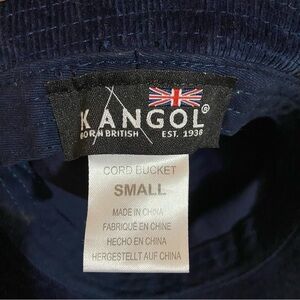 KANGOL®
BORN BRITISH EST. 1938
CORD BUCKET
SMALL
MADE IN CHINA
FABRIQUÉ EN CHINE
HECHO EN CHINA
HERGESTELLT AUF CHINA